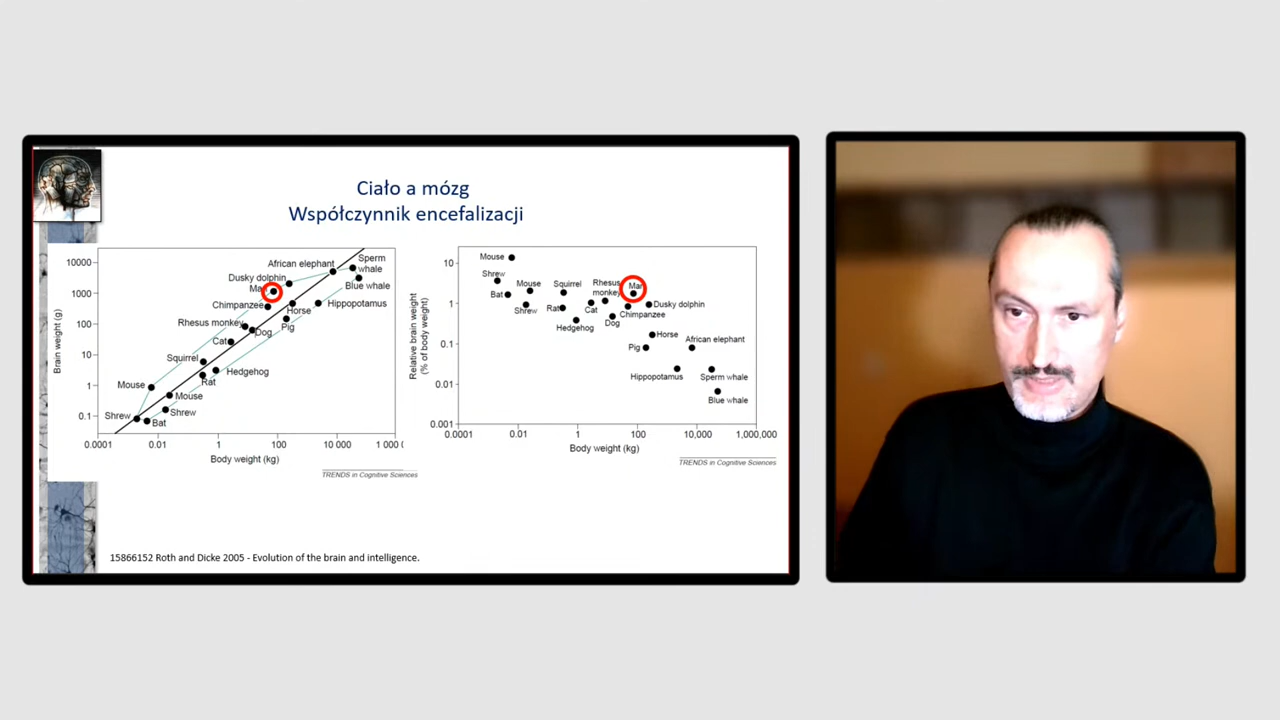 Ciało a mózg
Współczynnik encefalizacji
Brain weight (g)
10000
1000
100
10
1
0.1
0.0001
0.01
1
100
10 000
Body weight (kg)
African elephant
Sperm
whale
Dusky dolphin
Blue whale
Chimpanzee
Horse
Hippopotamus
Rhesus monkey
Pig
Dog
Cat
Squirrel
Hedgehog
Rat
Mouse
Mouse
Shrew
Shrew
Bat
TRENDS in Cognitive Sciences
Relative brain weight
(% of body weight)
10
1
0.1
0.01
0.001
0.0001
0.01
1
100
10,000
1,000,000
Body weight (kg)
Mouse
Shrew
Mouse
Squirrel
Rhesus
monkey
Man
Bat
Shrew
Rat
Cat
Dusky dolphin
Chimpanzee
Hedgehog
Dog
Horse
African elephant
Pig
Hippopotamus
Sperm whale
Blue whale
TRENDS in Cognitive Sciences
15866152 Roth and Dicke 2005 - Evolution of the brain and intelligence.